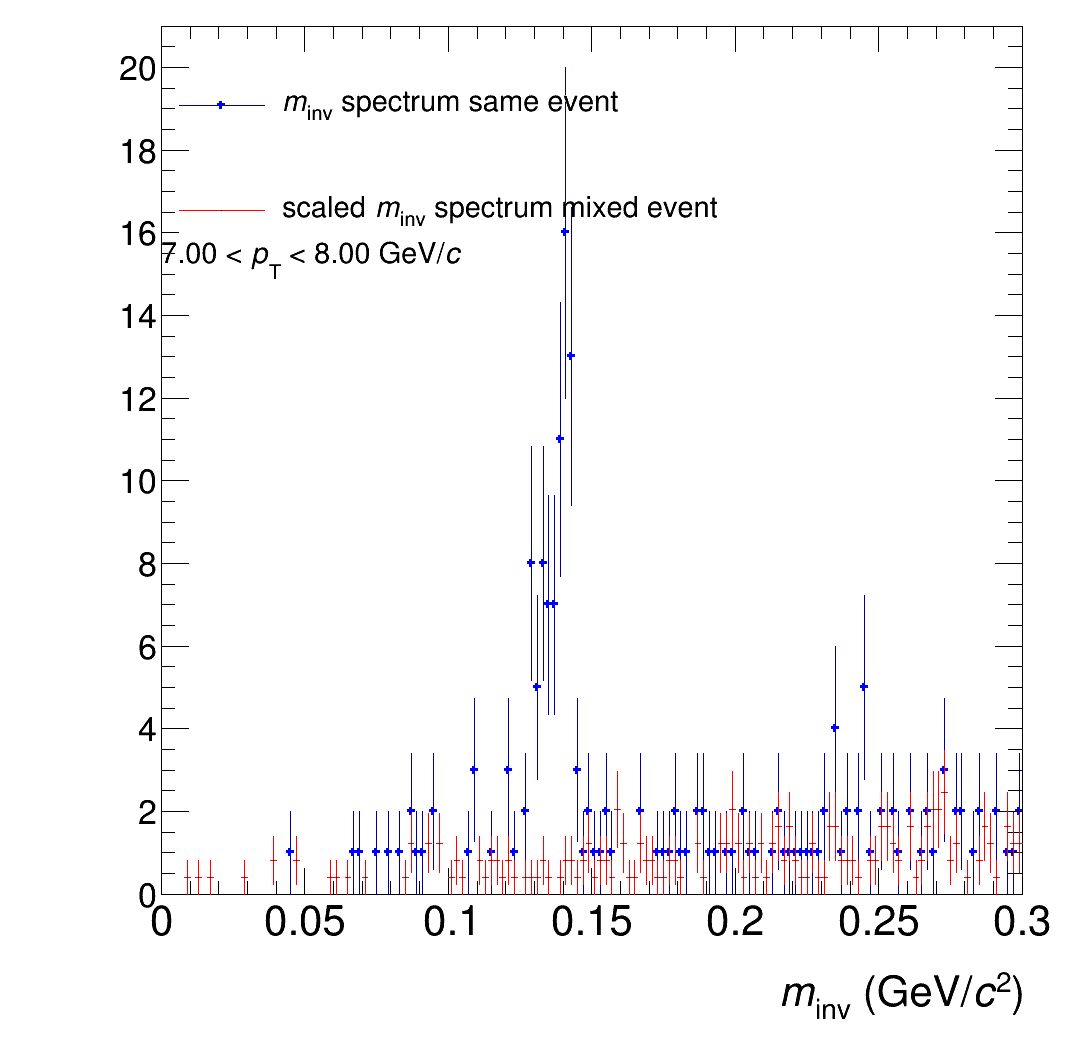 20
m_inv spectrum same event
18
scaled m_inv spectrum mixed event
16
7.00 < p_T < 8.00 GeV/c
14
12
10
8
6
4
2
0
0 0.05 0.1 0.15 0.2 0.25 0.3
m_inv (GeV/c²)